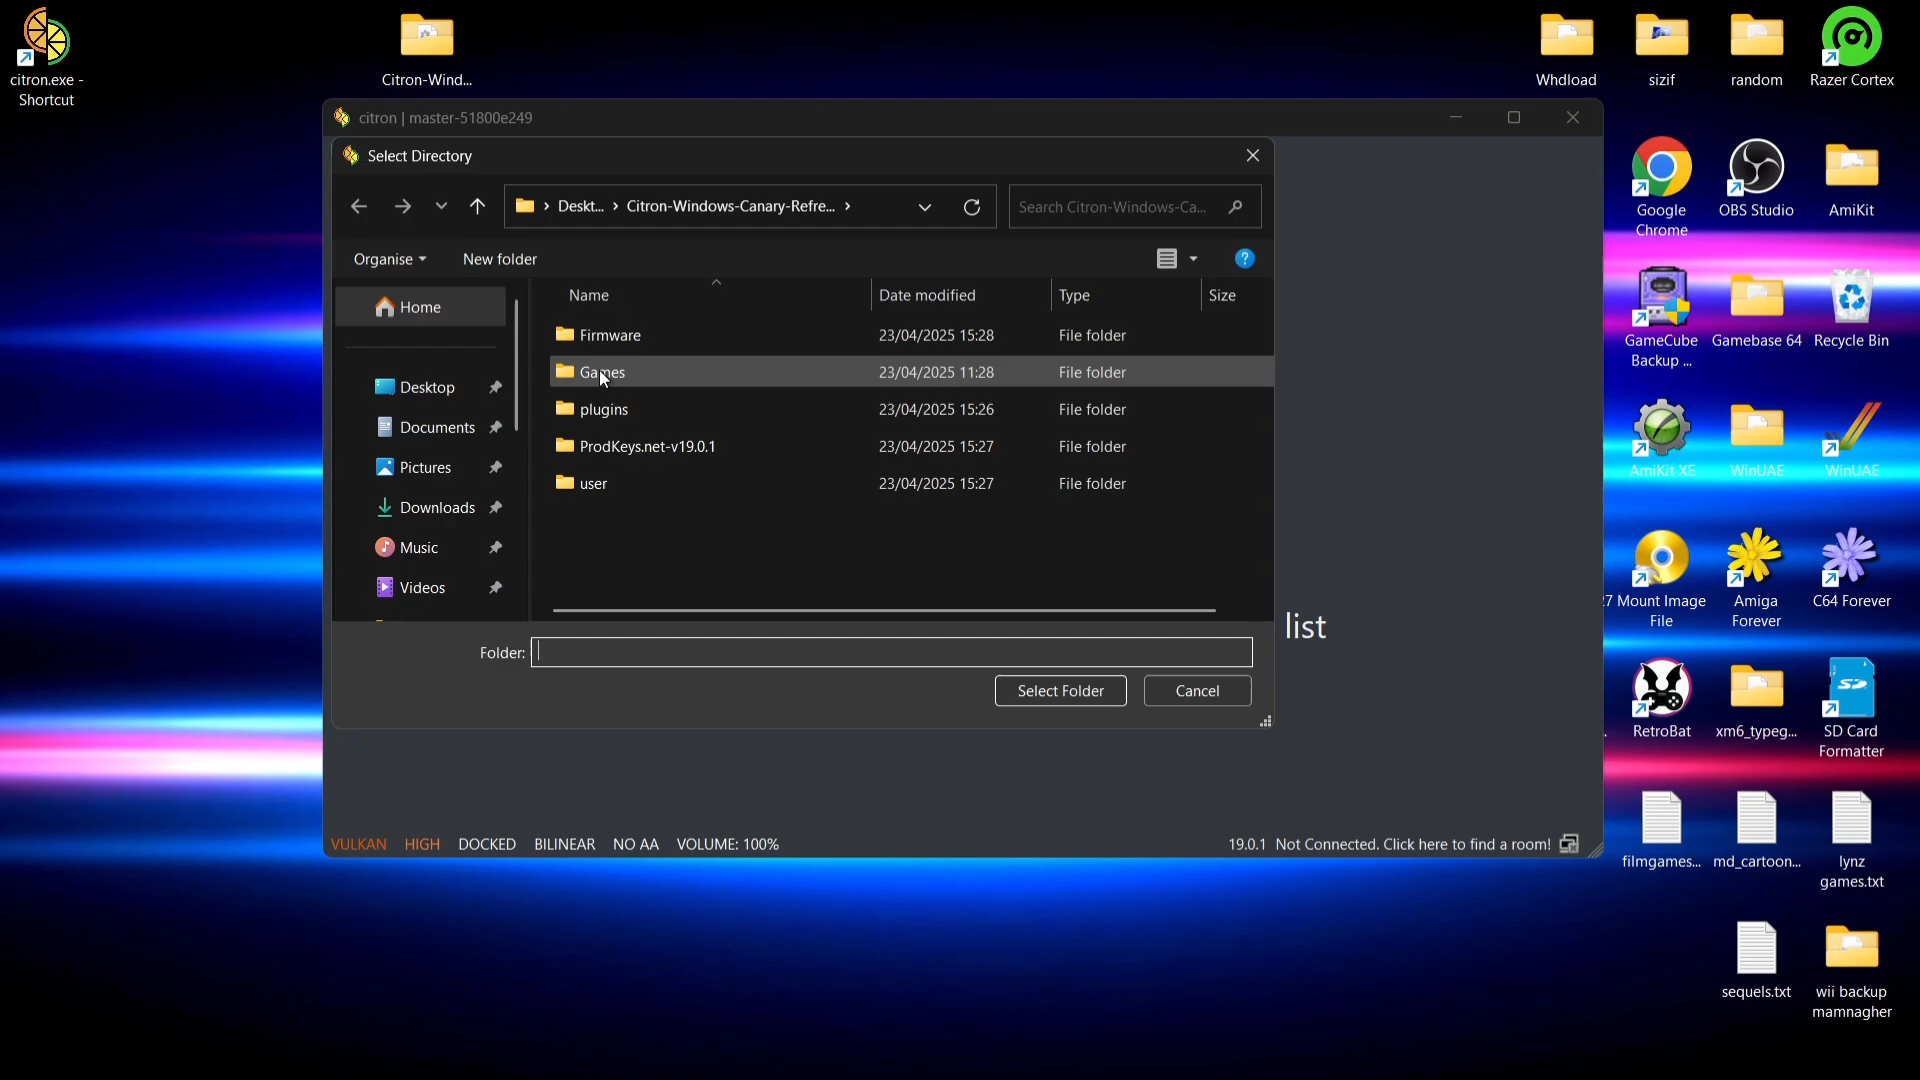 citron.exe -
Shortcut
Citron-Wind...
Whdload
sizif
random
Razer Cortex
citron | master-51800e249
Select Directory
Deskt... > Citron-Windows-Canary-Refre... >
Search Citron-Windows-Ca...
Organise
New folder
Name
Date modified
Type
Size
Home
Desktop
Documents
Pictures
Downloads
Music
Videos
Firmware 23/04/2025 15:28 File folder
Games 23/04/2025 11:28 File folder
plugins 23/04/2025 15:26 File folder
ProdKeys.net-v19.0.1 23/04/2025 15:27 File folder
user 23/04/2025 15:27 File folder
Folder:
Select Folder
Cancel
list
VULKAN HIGH DOCKED BILINEAR NO AA VOLUME: 100%
19.0.1 Not Connected. Click here to find a room!
Google
Chrome
OBS Studio
AmiKit
GameCube
Backup ...
Gamebase 64
Recycle Bin
AmiKit XE
WinUAE
WinUAE
Mount Image
File
Amiga
Forever
C64 Forever
RetroBat
xm6_typeg...
SD Card
Formatter
filmgames...
md_cartoon...
lynz
games.txt
sequels.txt
wii backup
mamnagher